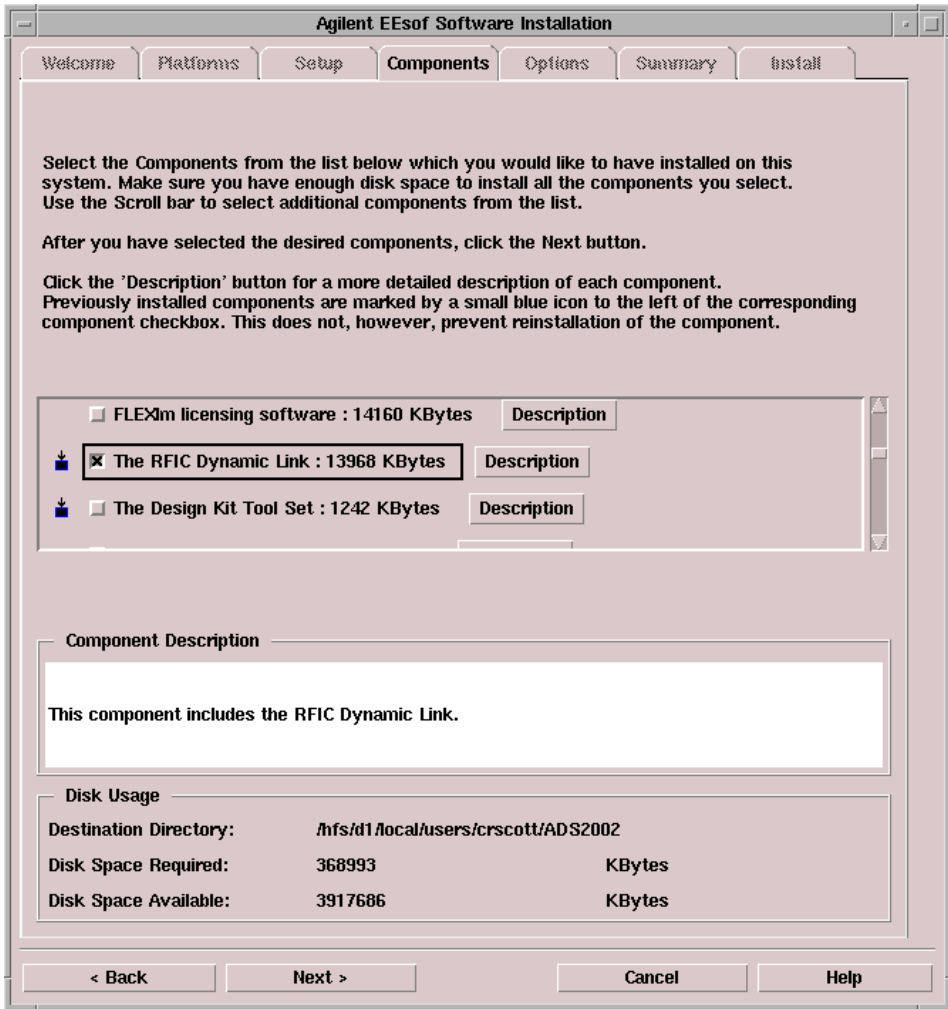 Agilent EEsof Software Installation
Welcome Platforms Setup Components Options Summary Install
Select the Components from the list below which you would like to have installed on this
system. Make sure you have enough disk space to install all the components you select.
Use the Scroll bar to select additional components from the list.
After you have selected the desired components, click the Next button.
Click the 'Description' button for a more detailed description of each component.
Previously installed components are marked by a small blue icon to the left of the corresponding
component checkbox. This does not, however, prevent reinstallation of the component.
FLEXlm licensing software : 14160 KBytes Description
The RFIC Dynamic Link : 13968 KBytes Description
The Design Kit Tool Set : 1242 KBytes Description
Component Description
This component includes the RFIC Dynamic Link.
Disk Usage
Destination Directory: /hfs/d1/local/users/crscott/ADS2002
Disk Space Required: 368993 KBytes
Disk Space Available: 3917686 KBytes
< Back Next > Cancel Help